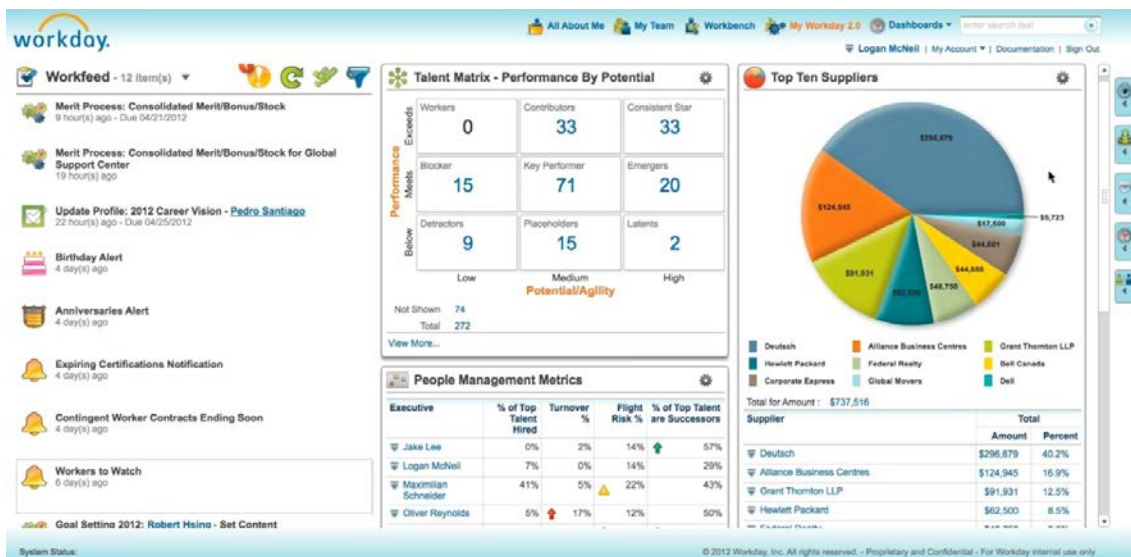 workday.
All About Me
My Team
Workbench
My Workday 2.0
Dashboards
enter search text
Logan McNeil | My Account | Documentation | Sign Out
Workfeed - 12 item(s)
Merit Process: Consolidated Merit/Bonus/Stock
9 hour(s) ago - Due 04/21/2012
Merit Process: Consolidated Merit/Bonus/Stock for Global
Support Center
19 hour(s) ago
Update Profile: 2012 Career Vision - Pedro Santiago
22 hour(s) ago - Due 04/25/2012
Birthday Alert
4 day(s) ago
Anniversaries Alert
4 day(s) ago
Expiring Certifications Notification
4 day(s) ago
Contingent Worker Contracts Ending Soon
4 day(s) ago
Workers to Watch
6 day(s) ago
Goal Setting 2012: Robert Hsing - Set Content
Talent Matrix - Performance By Potential
Performance
Exceeds
Workers
0
Contributors
33
Consistent Star
33
Meets
Blocker
15
Key Performer
71
Emergers
20
Below
Detractors
9
Placeholders
15
Latents
2
Low Medium High
Potential/Agility
Not Shown 74
Total 272
View More...
People Management Metrics
Executive % of Top Talent Hired Turnover % Flight Risk % % of Top Talent are Successors
Jake Lee 0% 2% 14% 57%
Logan McNeil 7% 0% 14% 29%
Maximilian Schneider 41% 5% 22% 43%
Oliver Reynolds 5% 17% 12% 50%
Top Ten Suppliers
$296,679
$124,945
$91,931
$62,500
$48,750
$17,500
$9,723
Deutsch Alliance Business Centres Grant Thornton LLP
Hewlett Packard Federal Realty Bell Canada
Corporate Express Global Movers Dell
Total for Amount : $737,516
Supplier Total
Amount Percent
Deutsch $296,679 40.2%
Alliance Business Centres $124,945 16.9%
Grant Thornton LLP $91,931 12.5%
Hewlett Packard $62,500 8.5%
Federal Realty
System Status:
© 2012 Workday, Inc. All rights reserved. - Proprietary and Confidential - For Workday internal use only